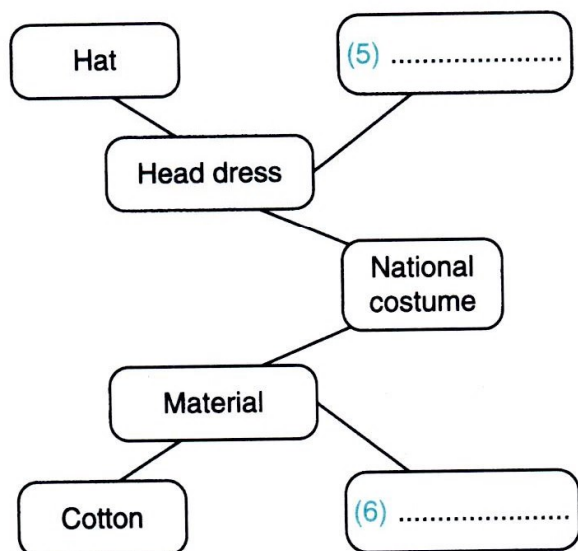 Hat
(5) ........................
Head dress
National
costume
Material
Cotton
(6) ........................